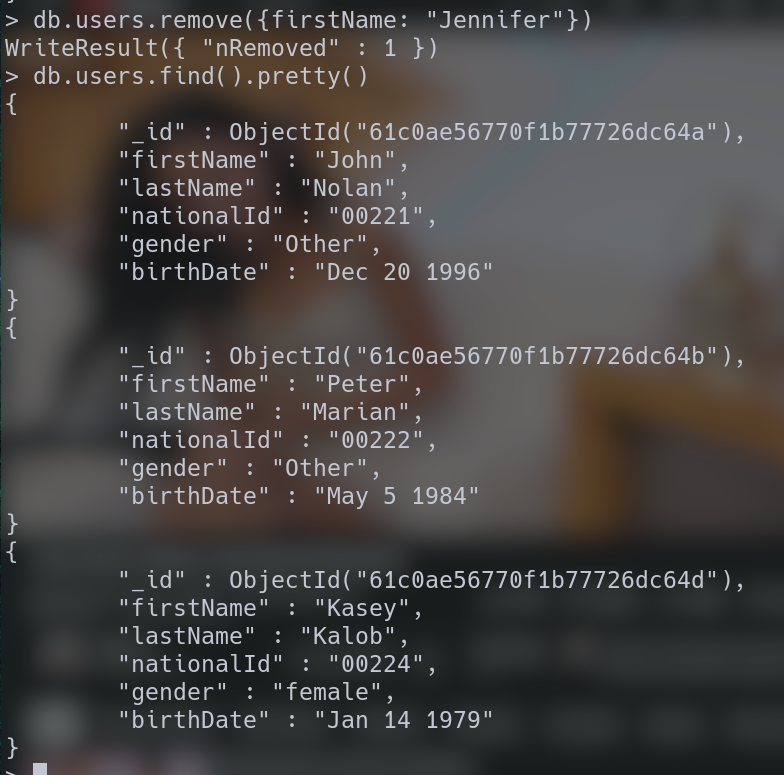 > db.users.remove({firstName: "Jennifer"})
WriteResult({ "nRemoved" : 1 })
> db.users.find().pretty()
{
"_id" : ObjectId("61c0ae56770f1b77726dc64a"),
"firstName" : "John",
"lastName" : "Nolan",
"nationalId" : "00221",
"gender" : "Other",
"birthDate" : "Dec 20 1996"
}
{
"_id" : ObjectId("61c0ae56770f1b77726dc64b"),
"firstName" : "Peter",
"lastName" : "Marian",
"nationalId" : "00222",
"gender" : "Other",
"birthDate" : "May 5 1984"
}
{
"_id" : ObjectId("61c0ae56770f1b77726dc64d"),
"firstName" : "Kasey",
"lastName" : "Kalob",
"nationalId" : "00224",
"gender" : "female",
"birthDate" : "Jan 14 1979"
}
>